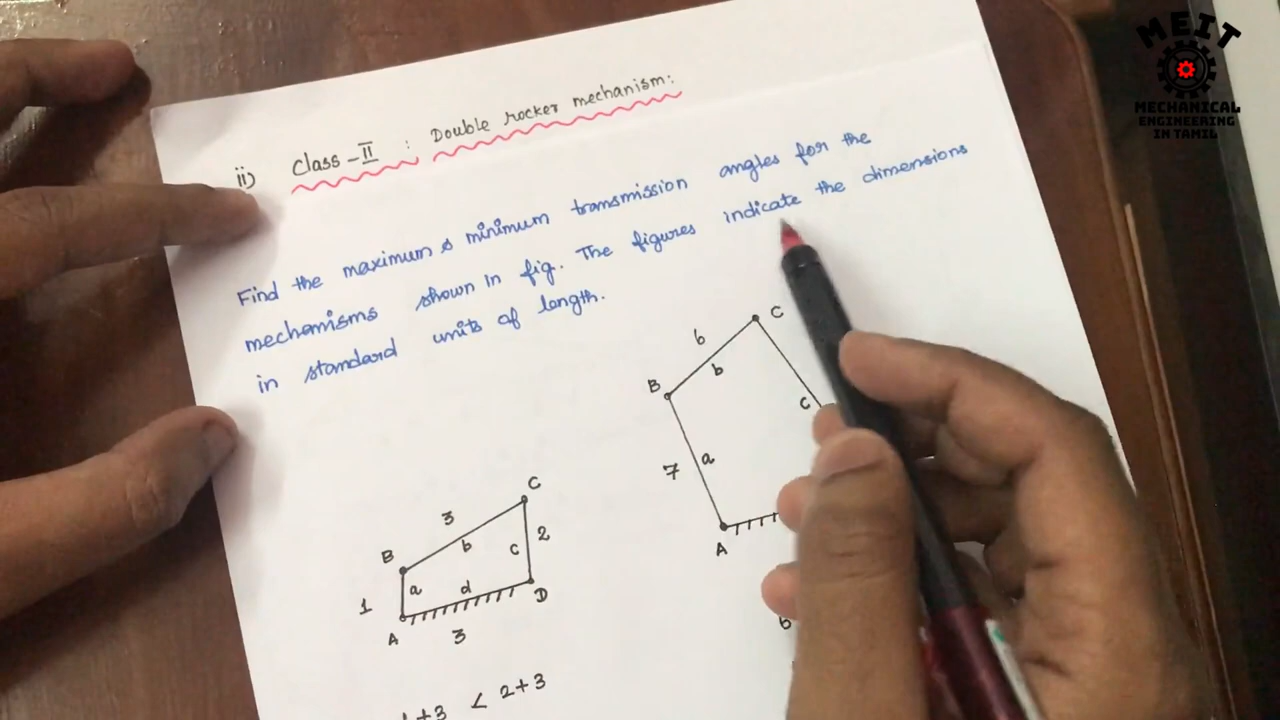 MEIT
MECHANICAL
ENGINEERING
IN TAMIL
ii) Class-II : Double rocker mechanism:
Find the maximum & minimum transmission angles for the
mechanisms shown in fig. The figures indicate the dimensions
in standard units of length.
C
3
B
b
c
2
a
d
1
D
A
3
1+3 < 2+3
C
6
b
B
c
7
a
A
6